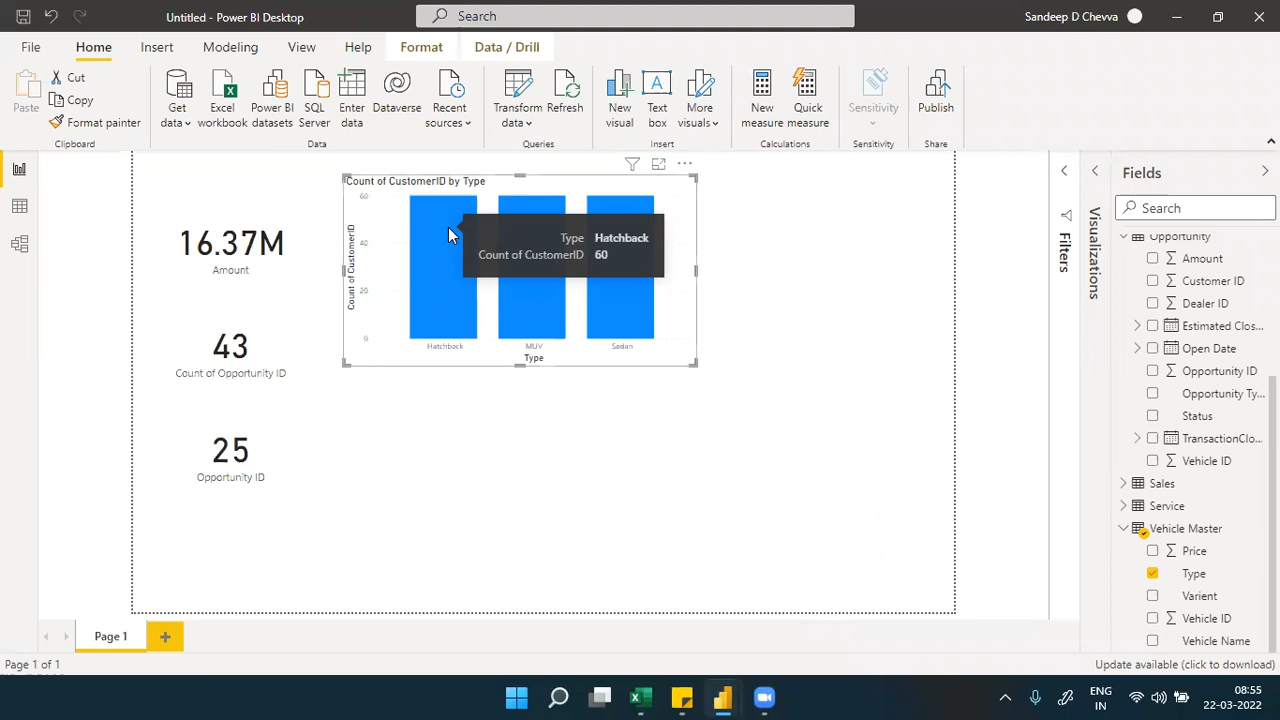 Untitled - Power BI Desktop
Search
Sandeep D Chevva
File
Home
Insert
Modeling
View
Help
Format
Data / Drill
Paste
Cut
Copy
Format painter
Clipboard
Get data
Excel workbook
Power BI datasets
SQL Server
Enter data
Dataverse
Recent sources
Data
Transform data
Refresh
Queries
New visual
Text box
More visuals
Insert
New measure
Quick measure
Calculations
Sensitivity
Sensitivity
Publish
Share
16.37M
Amount
43
Count of Opportunity ID
25
Opportunity ID
Count of CustomerID by Type
Count of CustomerID
60
40
20
0
Hatchback
MUV
Sedan
Type
Type Hatchback
Count of CustomerID 60
Filters
Visualizations
Fields
Search
Opportunity
Amount
Customer ID
Dealer ID
Estimated Clos...
Open Date
Opportunity ID
Opportunity Ty...
Status
TransactionClo...
Vehicle ID
Sales
Service
Vehicle Master
Price
Type
Varient
Vehicle ID
Vehicle Name
Page 1
Page 1 of 1
Update available (click to download)
ENG
IN
08:55
22-03-2022